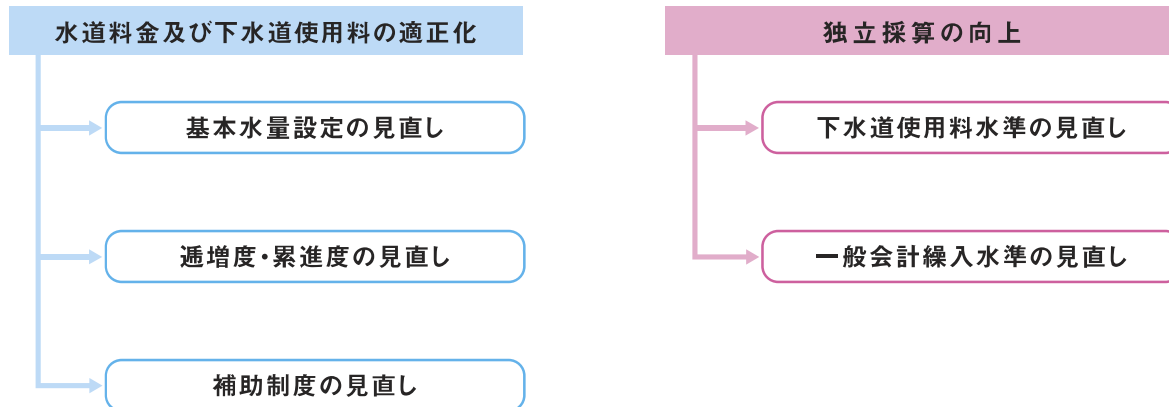 水道料金及び下水道使用料の適正化
基本水量設定の見直し
逓増度・累進度の見直し
補助制度の見直し
独立採算の向上
下水道使用料水準の見直し
一般会計繰入水準の見直し